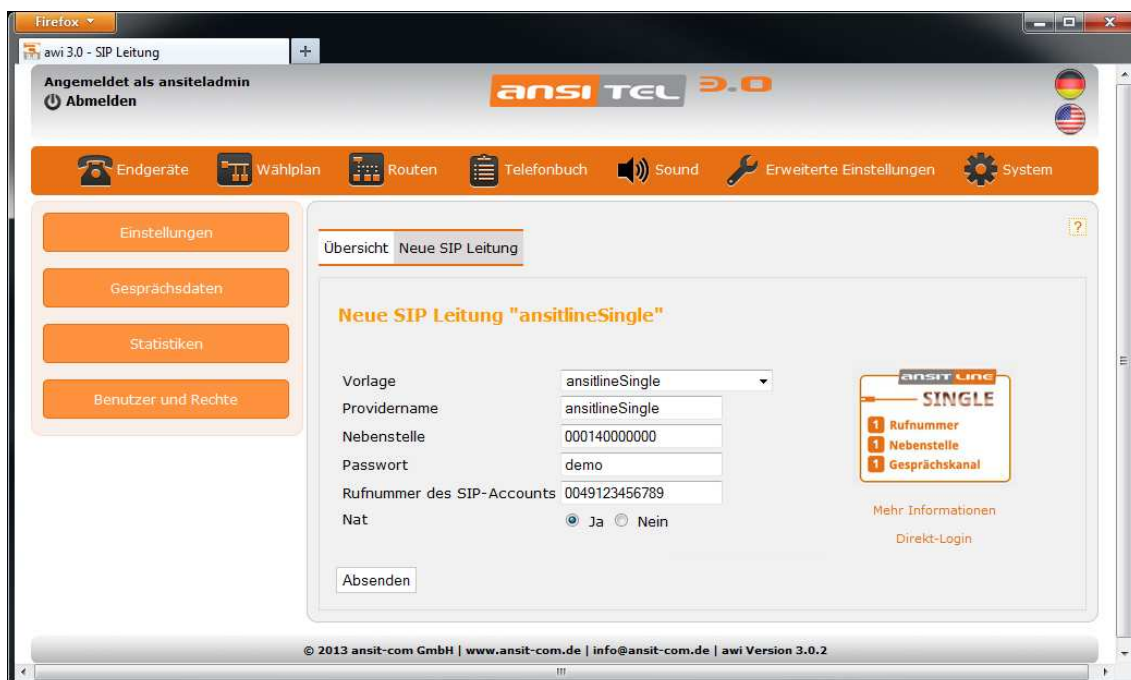 Firefox
awi 3.0 - SIP Leitung
Angemeldet als ansiteladmin
Abmelden
ansi TEL 3.0
Endgeräte Wählplan Routen Telefonbuch Sound Erweiterte Einstellungen System
Einstellungen
Gesprächsdaten
Statistiken
Benutzer und Rechte
?
Übersicht Neue SIP Leitung
Neue SIP Leitung "ansitlineSingle"
Vorlage ansitlineSingle
Providername ansitlineSingle
Nebenstelle 000140000000
Passwort demo
Rufnummer des SIP-Accounts 0049123456789
Nat Ja Nein
Absenden
ansit Line
SINGLE
1 Rufnummer
1 Nebenstelle
1 Gesprächskanal
Mehr Informationen
Direkt-Login
© 2013 ansit-com GmbH | www.ansit-com.de | info@ansit-com.de | awi Version 3.0.2